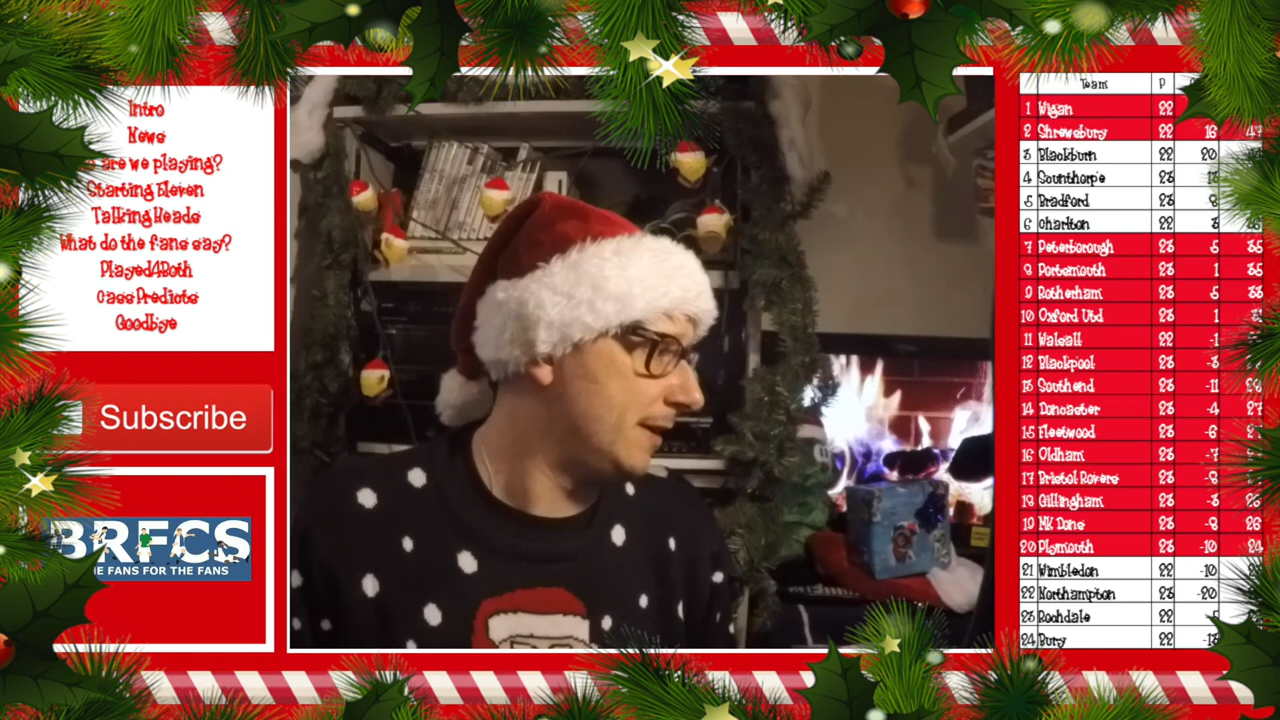 Intro
News
are we playing?
Starting Eleven
Talking Heads
What do the fans say?
Played4Both
Cass Predicts
Goodbye
Subscribe
BRFCS
E FANS FOR THE FANS
Team P
1 Wigan 22
2 Shrewsbury 22 16 47
3 Blackburn 22 20
4 Scunthorpe 23
5 Bradford 23
6 Charlton 22
7 Peterborough 23 5 35
8 Portsmouth 23 1 35
9 Rotherham 23 5 33
10 Oxford Utd 23 1
11 Walsall 22 -1
12 Blackpool 23 -3
13 Southend 23 -11
14 Doncaster 23 -4 27
15 Fleetwood 23 -6
16 Oldham 23 -7
17 Bristol Rovers 23 -8
18 Gillingham 23 -3
19 MK Dons 23 -8 26
20 Plymouth 23 -10 24
21 Wimbledon 22 -10
22 Northampton 23 -20
23 Rochdale 22
24 Bury 22